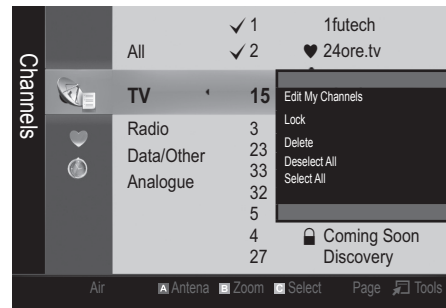 Channels
✓ 1 1futech
All ✓ 2 ♥ 24ore.tv
TV 15
Radio 3
Data/Other 23
Analogue 33
32
5
4 Coming Soon
27 Discovery
Edit My Channels
Lock
Delete
Deselect All
Select All
Air A Antena B Zoom C Select Page Tools